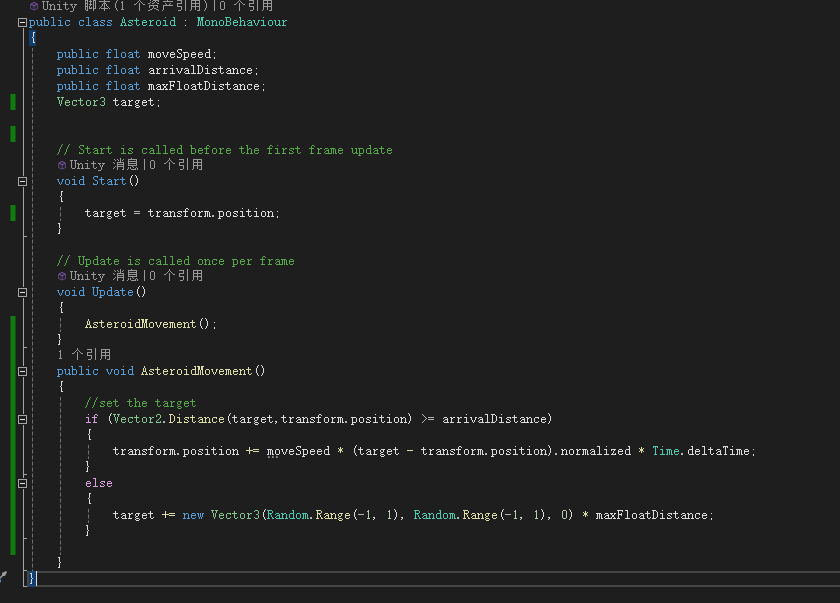 Unity 脚本(1 个资产引用)|0 个引用
public class Asteroid : MonoBehaviour
{
public float moveSpeed;
public float arrivalDistance;
public float maxFloatDistance;
Vector3 target;
// Start is called before the first frame update
Unity 消息|0 个引用
void Start()
{
target = transform.position;
}
// Update is called once per frame
Unity 消息|0 个引用
void Update()
{
AsteroidMovement();
}
1 个引用
public void AsteroidMovement()
{
//set the target
if (Vector2.Distance(target,transform.position) >= arrivalDistance)
{
transform.position += moveSpeed * (target - transform.position).normalized * Time.deltaTime;
}
else
{
target += new Vector3(Random.Range(-1, 1), Random.Range(-1, 1), 0) * maxFloatDistance;
}
}
}